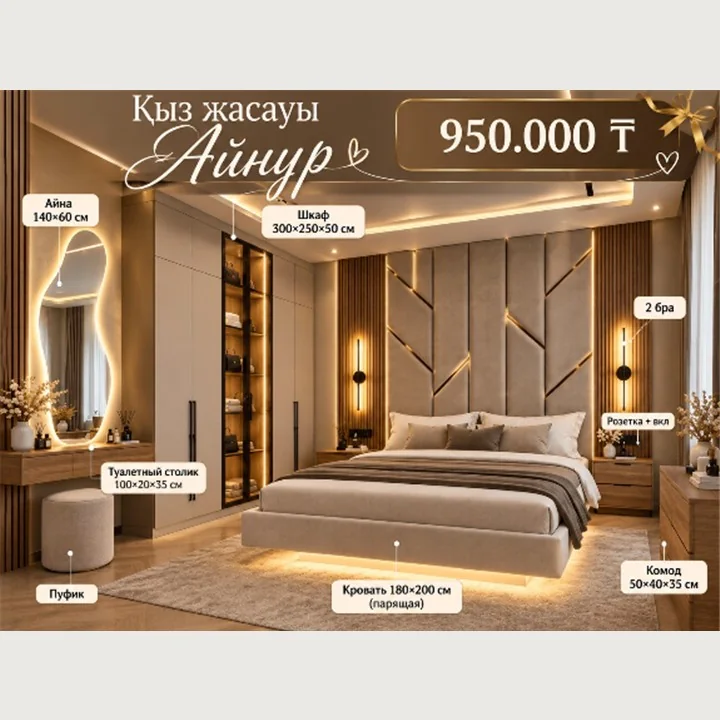 Қыз жасауы
Айнур
950.000 ₸
Айна
140×60 см
Шкаф
300×250×50 см
2 бра
Розетка + вкл
Туалетный столик
100×20×35 см
Пуфик
Кровать 180×200 см
(парящая)
Комод
50×40×35 см